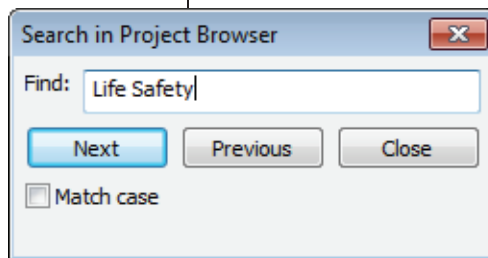 Search in Project Browser
Find: Life Safety
Next Previous Close
Match case